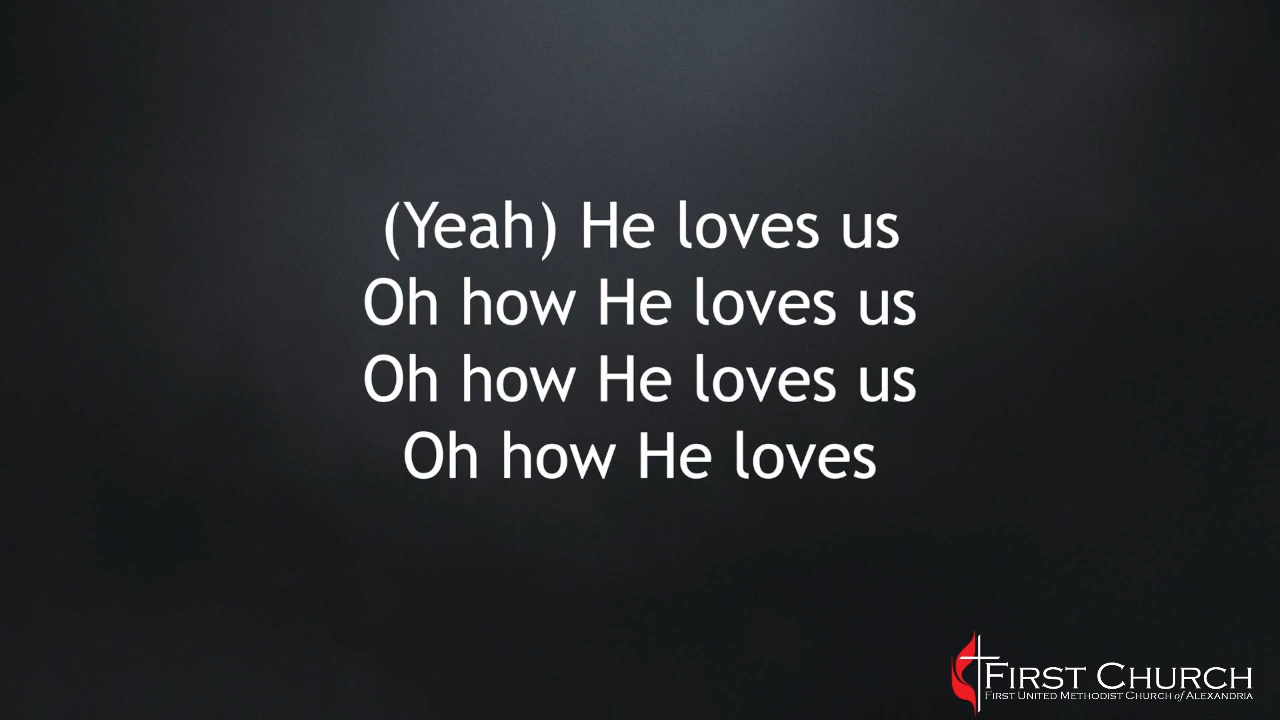 (Yeah) He loves us
Oh how He loves us
Oh how He loves us
Oh how He loves
FIRST CHURCH
FIRST UNITED METHODIST CHURCH of ALEXANDRIA